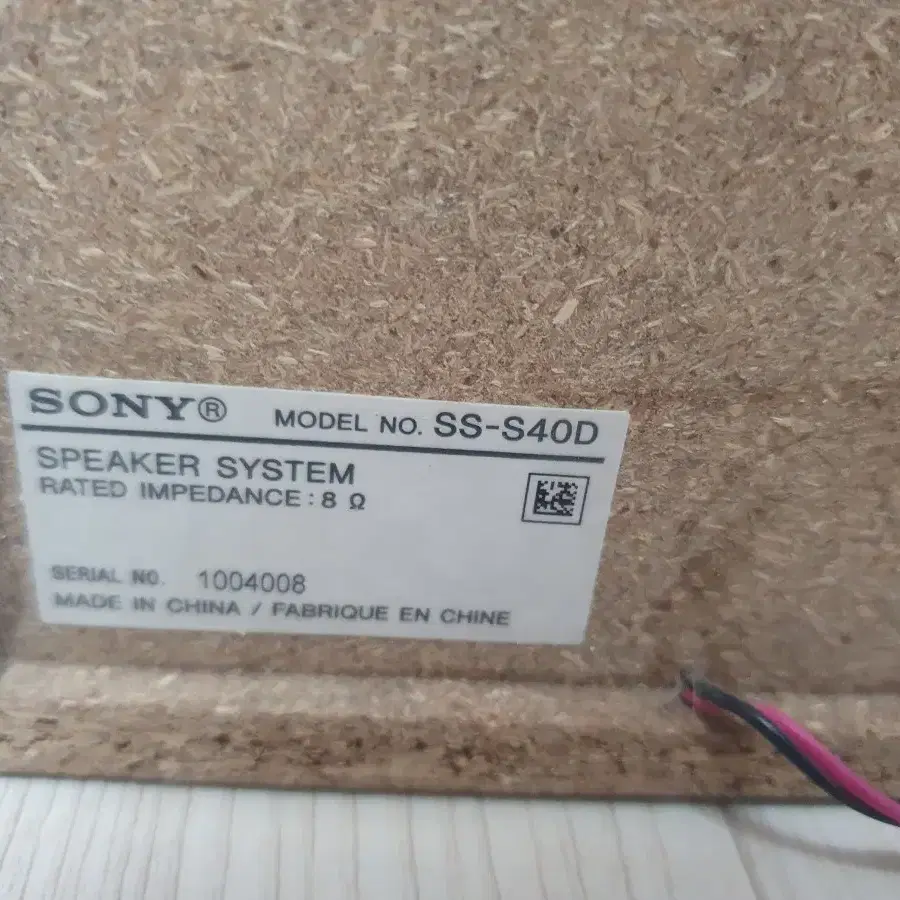 SONY® MODEL NO. SS-S40D
SPEAKER SYSTEM
RATED IMPEDANCE : 8 Ω
SERIAL NO. 1004008
MADE IN CHINA / FABRIQUE EN CHINE